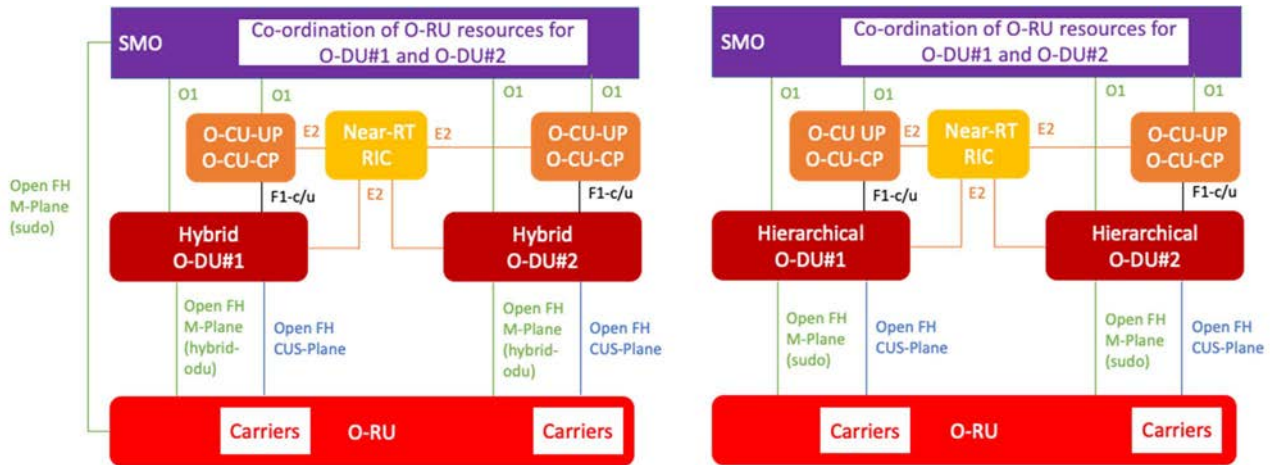 SMO
Co-ordination of O-RU resources for
O-DU#1 and O-DU#2
O1
O1
O1
O1
O-CU-UP
O-CU-CP
E2
Near-RT
RIC
E2
O-CU-UP
O-CU-CP
Open FH
M-Plane
(sudo)
F1-c/u
E2
F1-c/u
Hybrid
O-DU#1
Hybrid
O-DU#2
Open FH
M-Plane
(hybrid-
odu)
Open FH
CUS-Plane
Open FH
M-Plane
(hybrid-
odu)
Open FH
CUS-Plane
Carriers
O-RU
Carriers
SMO
Co-ordination of O-RU resources for
O-DU#1 and O-DU#2
O1
O1
O1
O1
O-CU UP
O-CU-CP
E2
Near-RT
RIC
E2
O-CU-UP
O-CU-CP
F1-c/u
E2
F1-c/u
Hierarchical
O-DU#1
Hierarchical
O-DU#2
Open FH
M-Plane
(sudo)
Open FH
CUS-Plane
Open FH
M-Plane
(sudo)
Open FH
CUS-Plane
Carriers
O-RU
Carriers